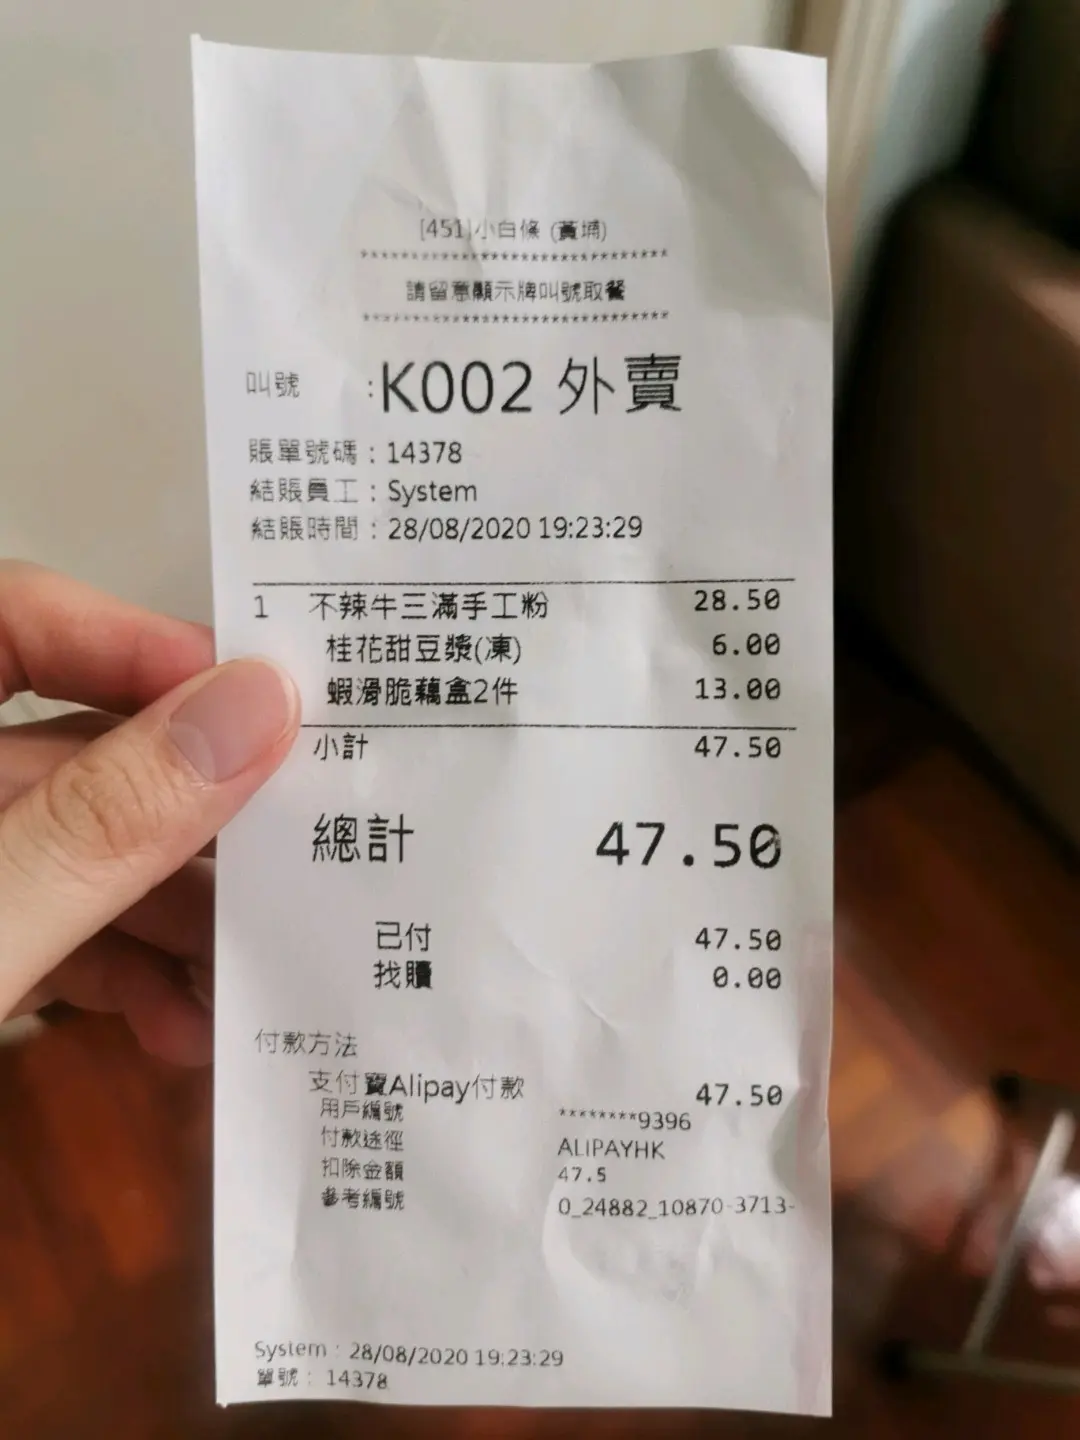 [451]小白條 (黃埔)
************************************
請留意顯示牌叫號取餐
************************************
叫號 :K002 外賣
賬單號碼 : 14378
結賬員工 : System
結賬時間 : 28/08/2020 19:23:29
1 不辣牛三滿手工粉 28.50
桂花甜豆漿(凍) 6.00
蝦滑脆藕盒2件 13.00
小計 47.50
總計 47.50
已付 47.50
找贖 0.00
付款方法
支付寶Alipay付款 47.50
用戶編號 ********9396
付款途徑 ALIPAYHK
扣除金額 47.5
參考編號 0_24882_10870-3713-
System : 28/08/2020 19:23:29
單號 : 14378